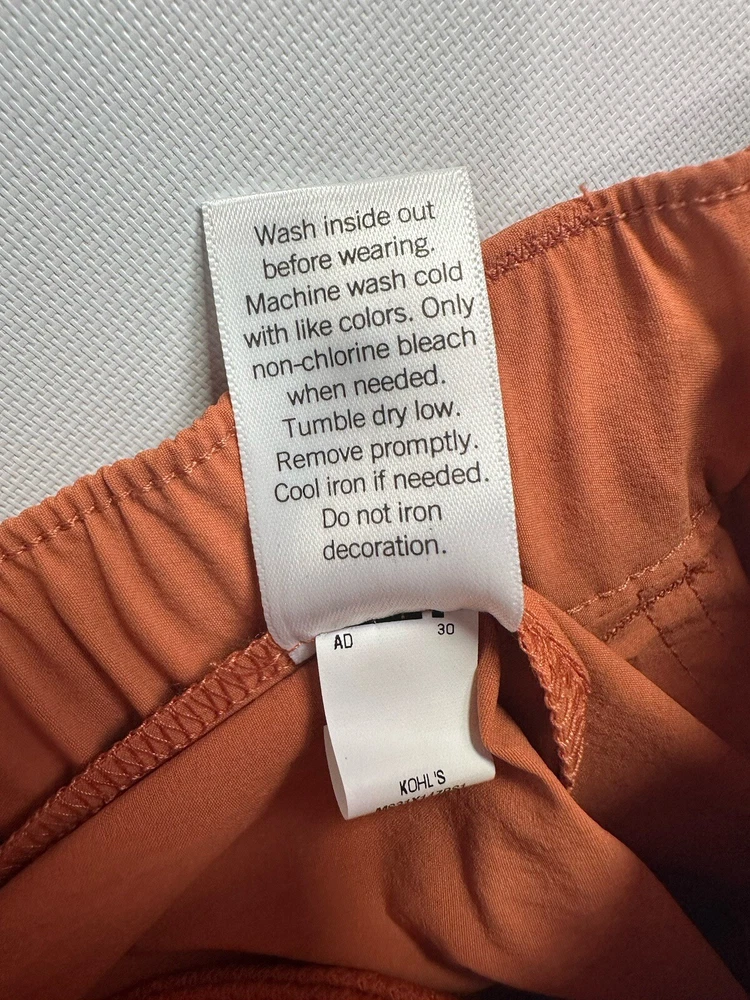 Wash inside out
before wearing.
Machine wash cold
with like colors. Only
non-chlorine bleach
when needed.
Tumble dry low.
Remove promptly.
Cool iron if needed.
Do not iron
decoration.
AD 30
KOHL'S